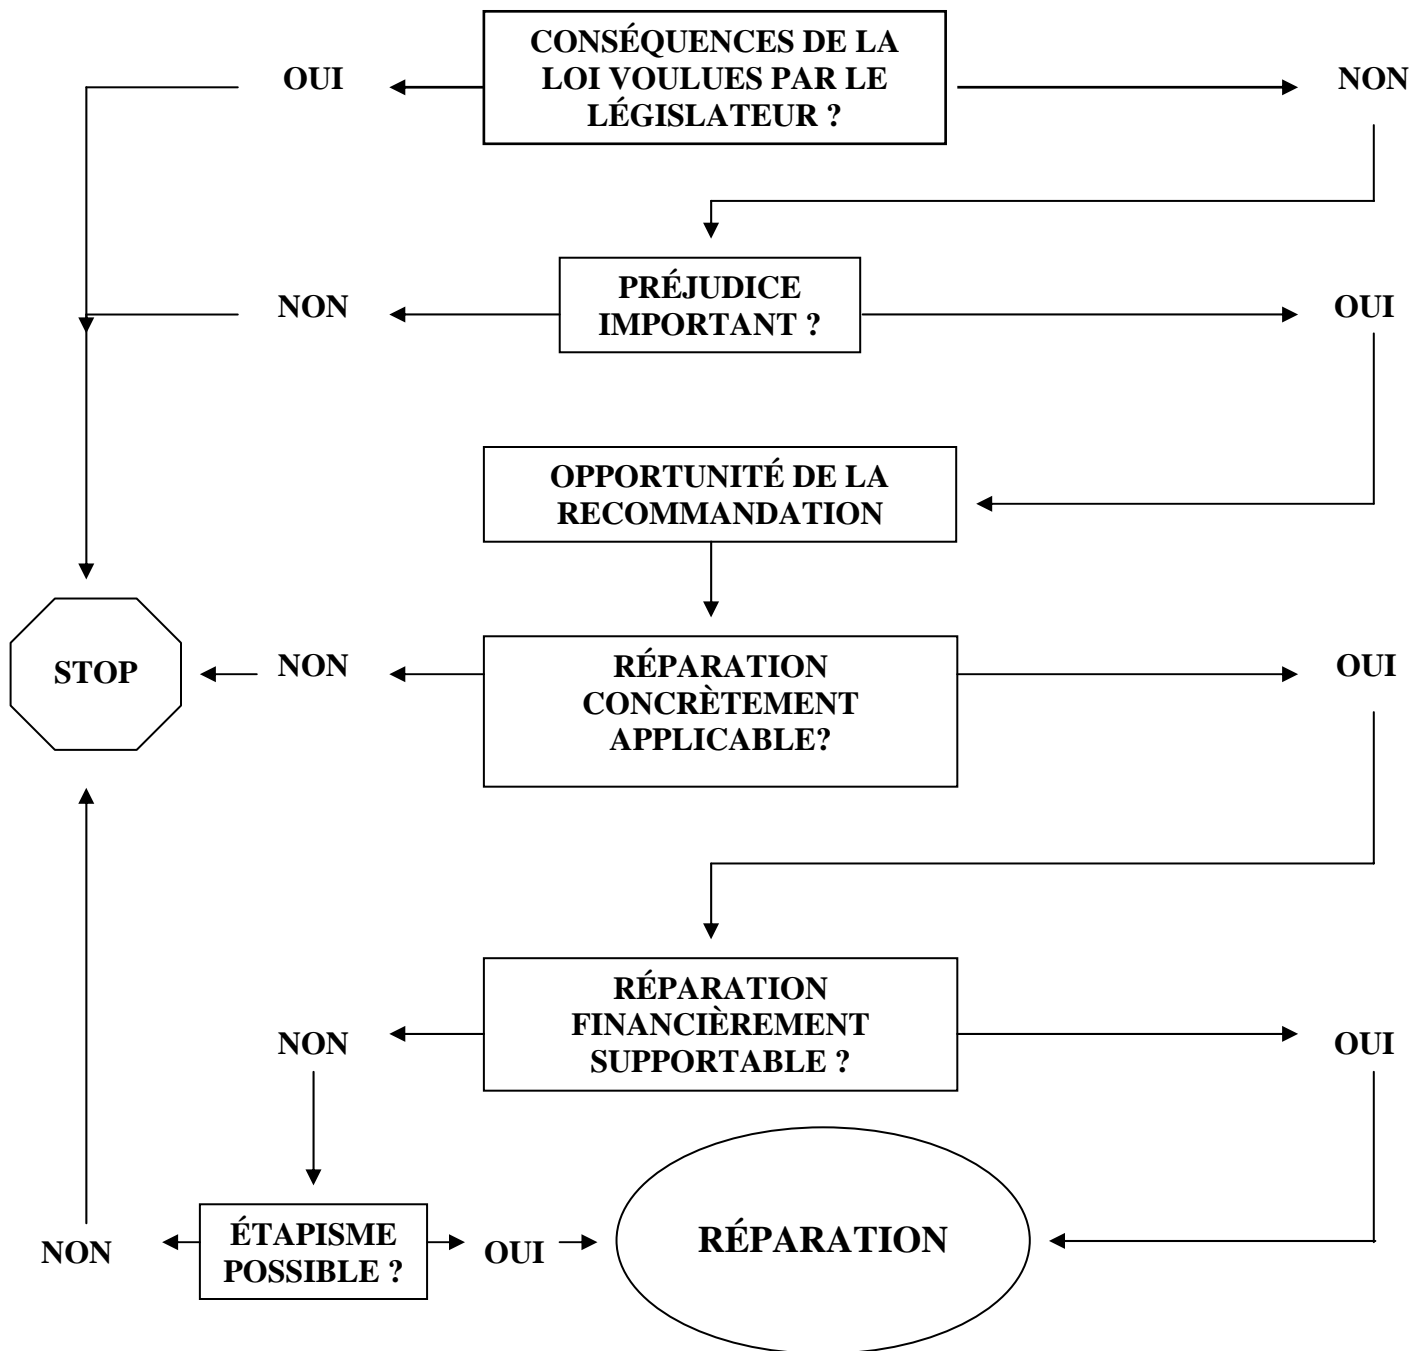 CONSÉQUENCES DE LA
LOI VOULUES PAR LE
LÉGISLATEUR ?
OUI
NON
PRÉJUDICE
IMPORTANT ?
NON
OUI
OPPORTUNITÉ DE LA
RECOMMANDATION
STOP
NON
RÉPARATION
CONCRÈTEMENT
APPLICABLE?
OUI
RÉPARATION
FINANCIÈREMENT
SUPPORTABLE ?
NON
OUI
NON
ÉTAPISME
POSSIBLE ?
OUI
RÉPARATION